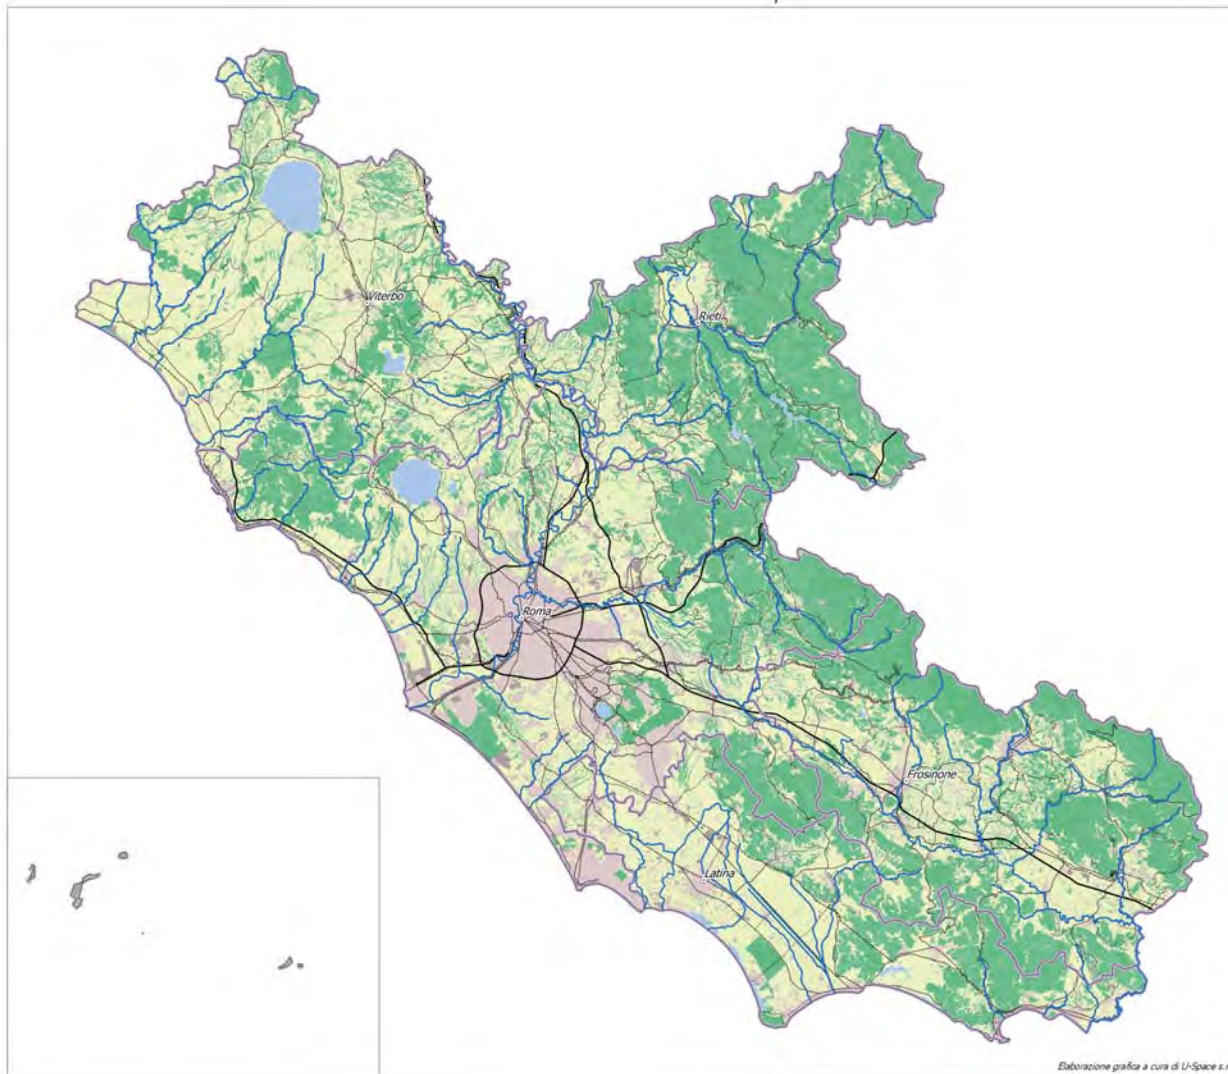 Viterbo
Rieti
Roma
Frosinone
Latina
Elaborazione grafica a cura di U-Space